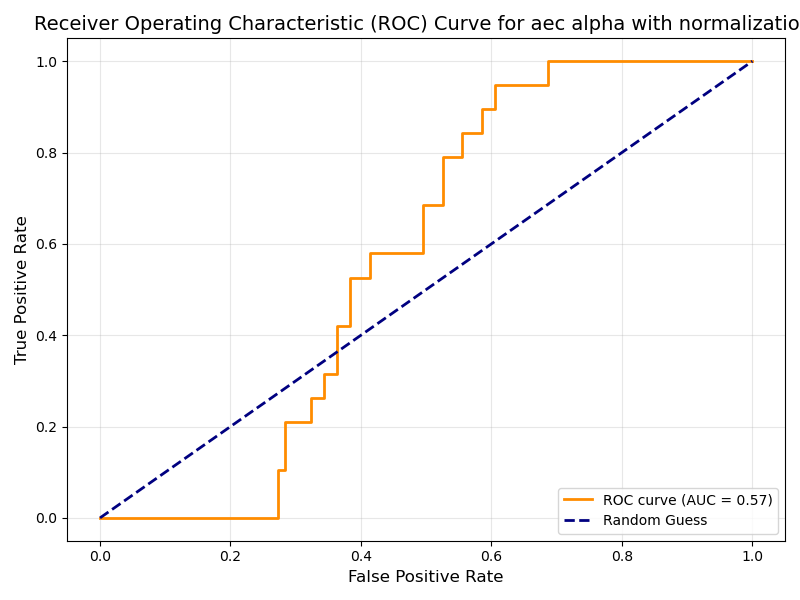 Receiver Operating Characteristic (ROC) Curve for aec alpha with normalizatio
1.0
0.8
0.6
0.4
0.2
0.0
True Positive Rate
0.0 0.2 0.4 0.6 0.8 1.0
False Positive Rate
ROC curve (AUC = 0.57)
Random Guess